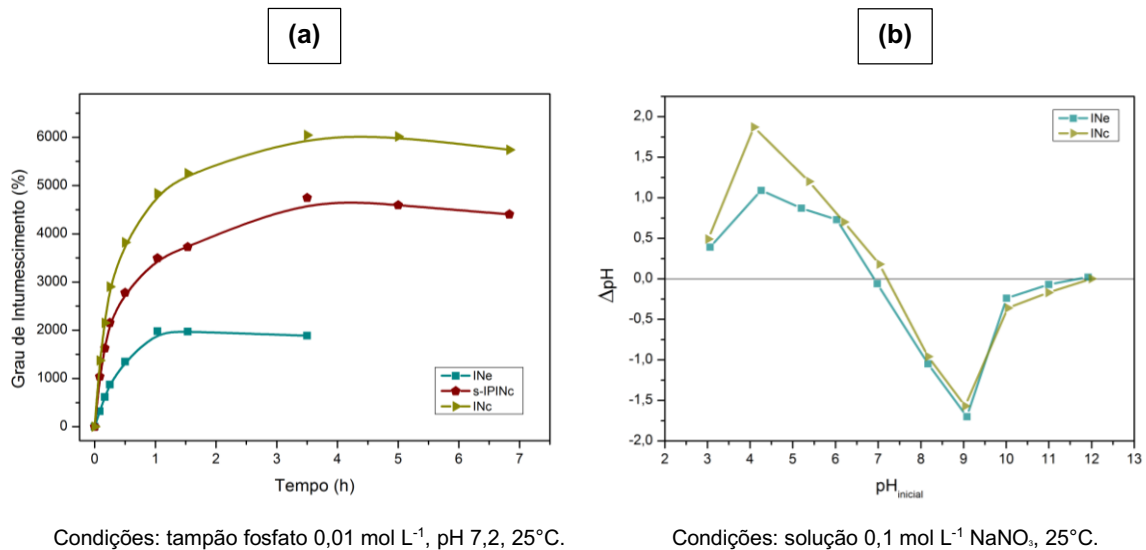 (a)
Grau de Intumescimento (%)
6000
5000
4000
3000
2000
1000
0
INe
s-IPINc
INc
0 1 2 3 4 5 6 7
Tempo (h)
Condições: tampão fosfato 0,01 mol L⁻¹, pH 7,2, 25°C.
(b)
ΔpH
2,0
1,5
1,0
0,5
0,0
-0,5
-1,0
-1,5
-2,0
INe
INc
2 3 4 5 6 7 8 9 10 11 12 13
pHinicial
Condições: solução 0,1 mol L⁻¹ NaNO₃, 25°C.